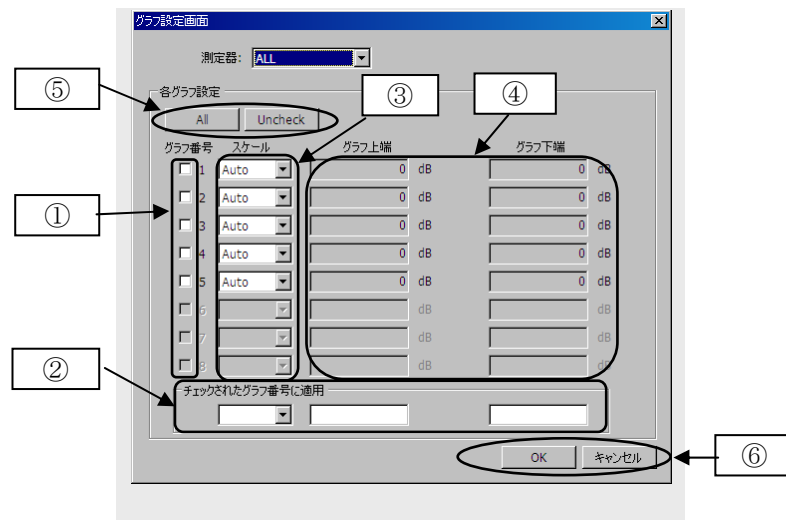 グラフ設定画面
測定器: ALL
⑤
各グラフ設定
③
④
All Uncheck
グラフ番号 スケール グラフ上端 グラフ下端
1 Auto 0 dB 0 dB
①
2 Auto 0 dB 0 dB
3 Auto 0 dB 0 dB
4 Auto 0 dB 0 dB
5 Auto 0 dB 0 dB
6 dB dB
7 dB dB
8 dB dB
②
チェックされたグラフ番号に適用
OK キャンセル
⑥